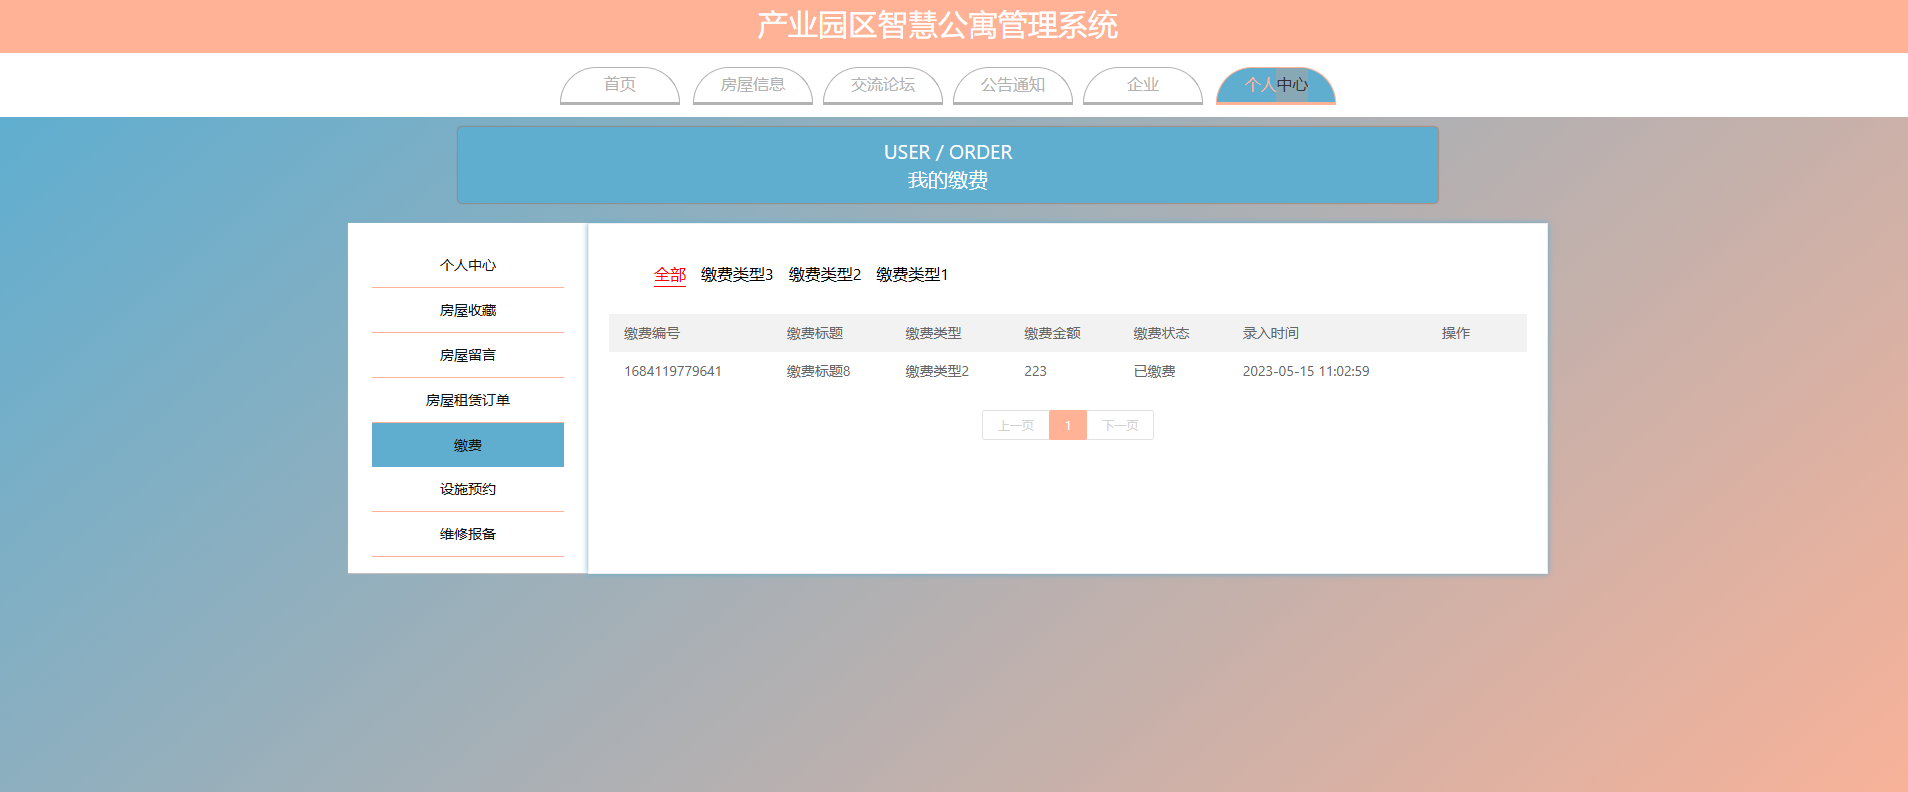 产业园区智慧公寓管理系统
首页 房屋信息 交流论坛 公告通知 企业 个人中心
USER / ORDER
我的缴费
个人中心
房屋收藏
房屋留言
房屋租赁订单
缴费
设施预约
维修报备
全部 缴费类型3 缴费类型2 缴费类型1
缴费编号 缴费标题 缴费类型 缴费金额 缴费状态 录入时间 操作
1684119779641 缴费标题8 缴费类型2 223 已缴费 2023-05-15 11:02:59
上一页 1 下一页